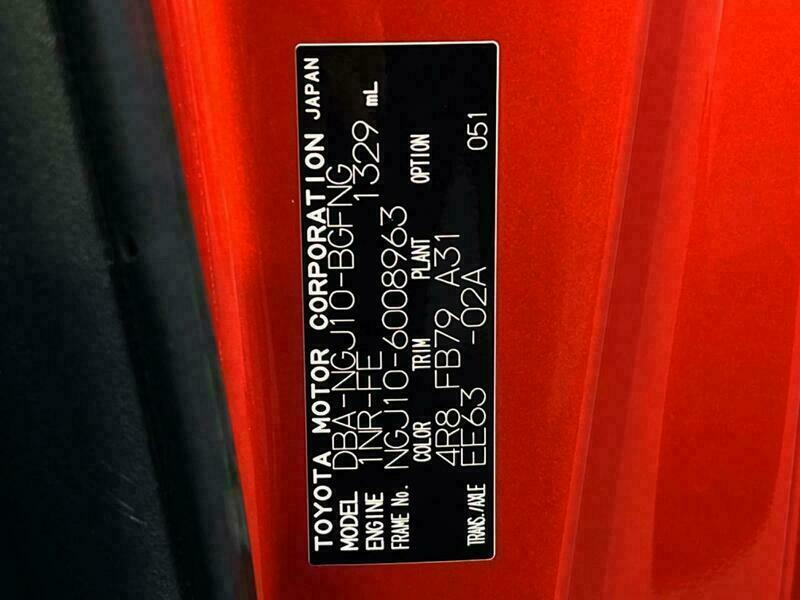 TOYOTA MOTOR CORPORATION JAPAN
MODEL DBA-NGJ10-BGFNG
ENGINE 1NR-FE 1329 mL
FRAME No. NGJ10-6008963
COLOR TRIM PLANT OPTION
4R8 FB79 A31
TRANS./AXLE EE63 -02A 051